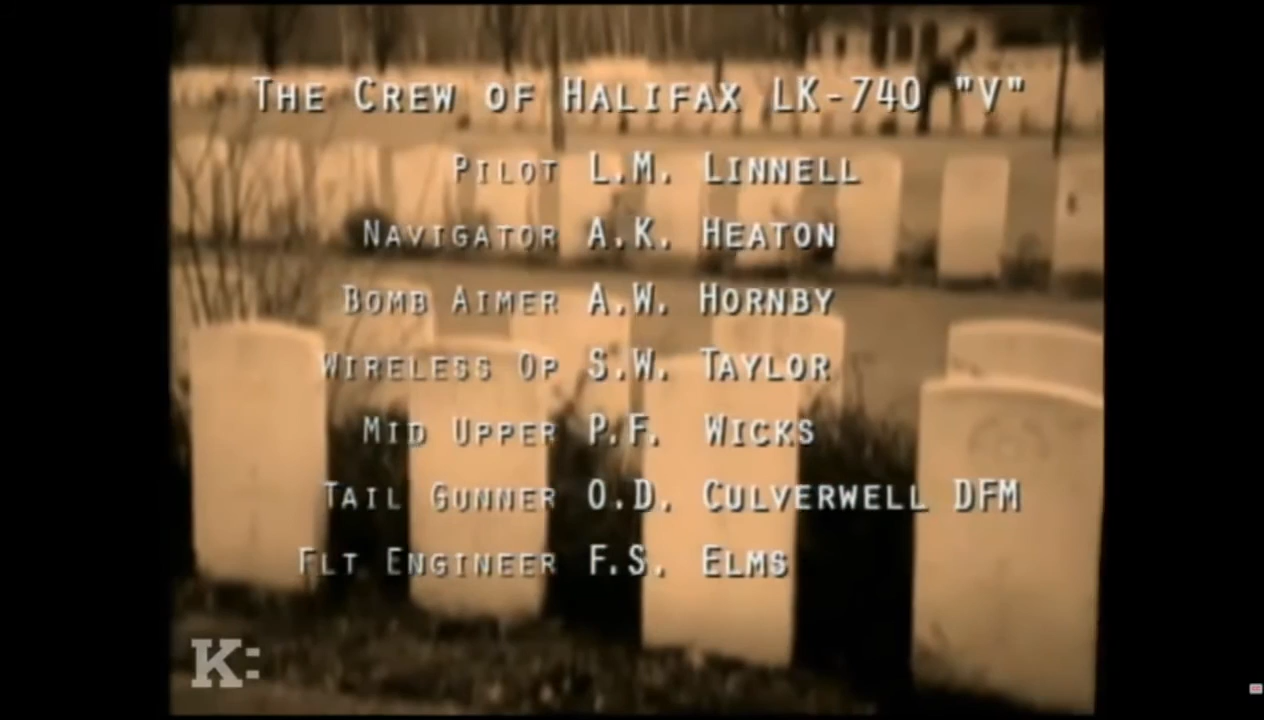 The Crew of Halifax LK-740 "V"
Pilot L.M. Linnell
Navigator A.K. Heaton
Bomb Aimer A.W. Hornby
Wireless Op S.W. Taylor
Mid Upper P.F. Wicks
Tail Gunner O.D. Culverwell DFM
Flt Engineer F.S. Elms
K: